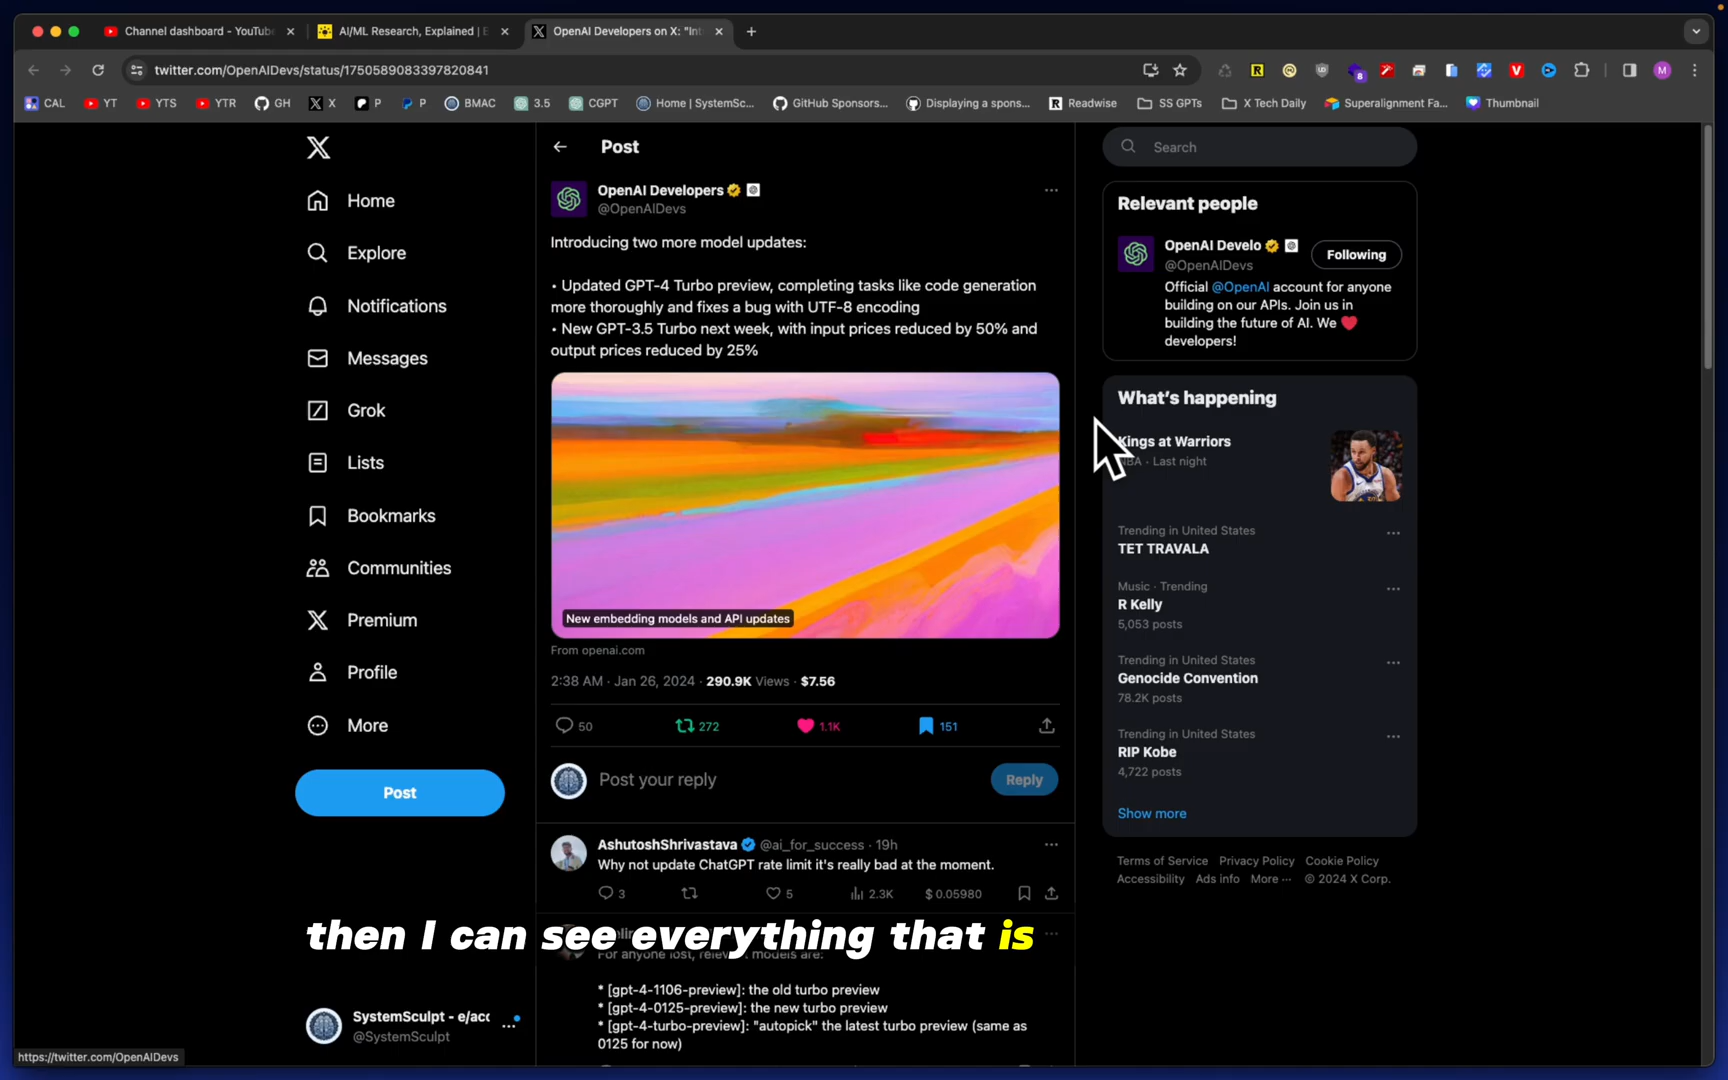 Channel dashboard - YouTube
AI/ML Research, Explained |
OpenAI Developers on X: "Int
twitter.com/OpenAIDevs/status/1750589083397820841
8
M
CAL
YT
YTS
YTR
GH
X
P
P
BMAC
3.5
CGPT
Home | SystemSc...
GitHub Sponsors...
Displaying a spons...
Readwise
SS GPTs
X Tech Daily
Superalignment Fa...
Thumbnail
Home
Explore
Notifications
Messages
Grok
Lists
Bookmarks
Communities
Premium
Profile
More
Post
SystemSculpt - e/acc
@SystemSculpt
https://twitter.com/OpenAIDevs
Post
OpenAI Developers
@OpenAIDevs
Introducing two more model updates:
• Updated GPT-4 Turbo preview, completing tasks like code generation
more thoroughly and fixes a bug with UTF-8 encoding
• New GPT-3.5 Turbo next week, with input prices reduced by 50% and
output prices reduced by 25%
New embedding models and API updates
From openai.com
2:38 AM · Jan 26, 2024 · 290.9K Views · $7.56
50
272
1.1K
151
Post your reply
Reply
AshutoshShrivastava @ai_for_success · 19h
Why not update ChatGPT rate limit it's really bad at the moment.
3
5
2.3K
$ 0.05980
then I can see everything that is
models are:
* [gpt-4-1106-preview]: the old turbo preview
* [gpt-4-0125-preview]: the new turbo preview
* [gpt-4-turbo-preview]: "autopick" the latest turbo preview (same as
0125 for now)
Search
Relevant people
OpenAI Develo
@OpenAIDevs
Following
Official @OpenAI account for anyone
building on our APIs. Join us in
building the future of AI. We ❤️
developers!
What's happening
Kings at Warriors
NBA · Last night
Trending in United States
TET TRAVALA
Music · Trending
R Kelly
5,053 posts
Trending in United States
Genocide Convention
78.2K posts
Trending in United States
RIP Kobe
4,722 posts
Show more
Terms of Service Privacy Policy Cookie Policy
Accessibility Ads info More ··· © 2024 X Corp.